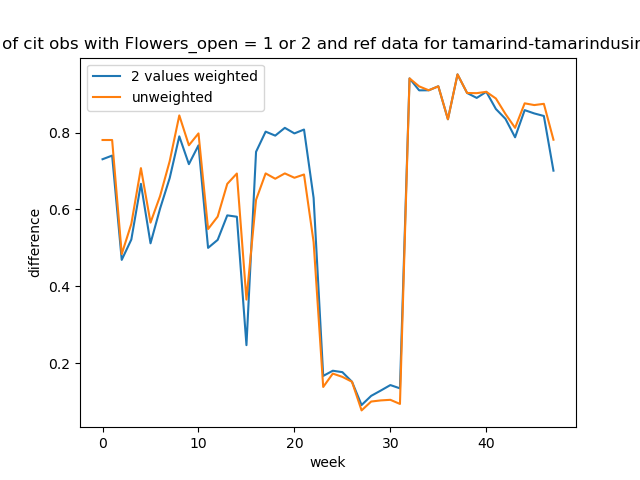 of cit obs with Flowers_open = 1 or 2 and ref data for tamarind-tamarindusin
2 values weighted
unweighted
0.8
0.6
0.4
0.2
difference
0
10
20
30
40
week